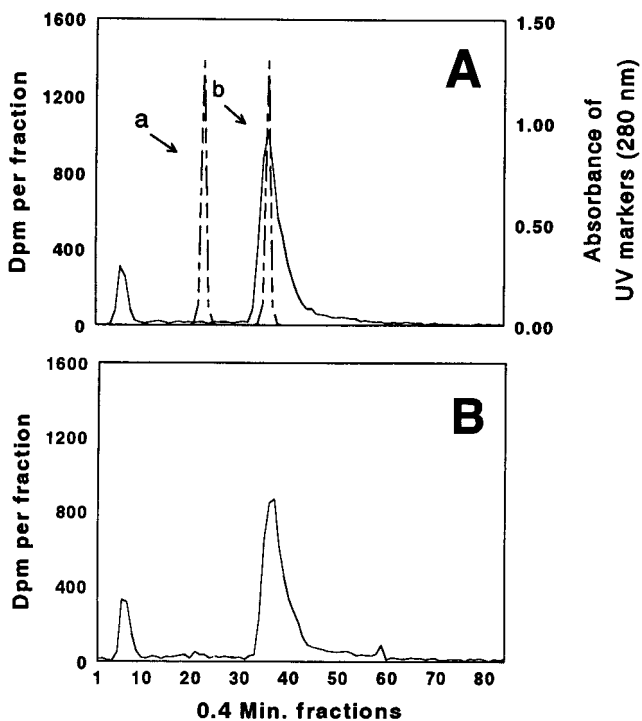 1600
1200
800
400
0
Dpm per fraction
a
b
A
1.50
1.00
0.50
0.00
Absorbance of
UV markers (280 nm)
1600
1200
800
400
0
Dpm per fraction
B
1 10 20 30 40 50 60 70 80
0.4 Min. fractions